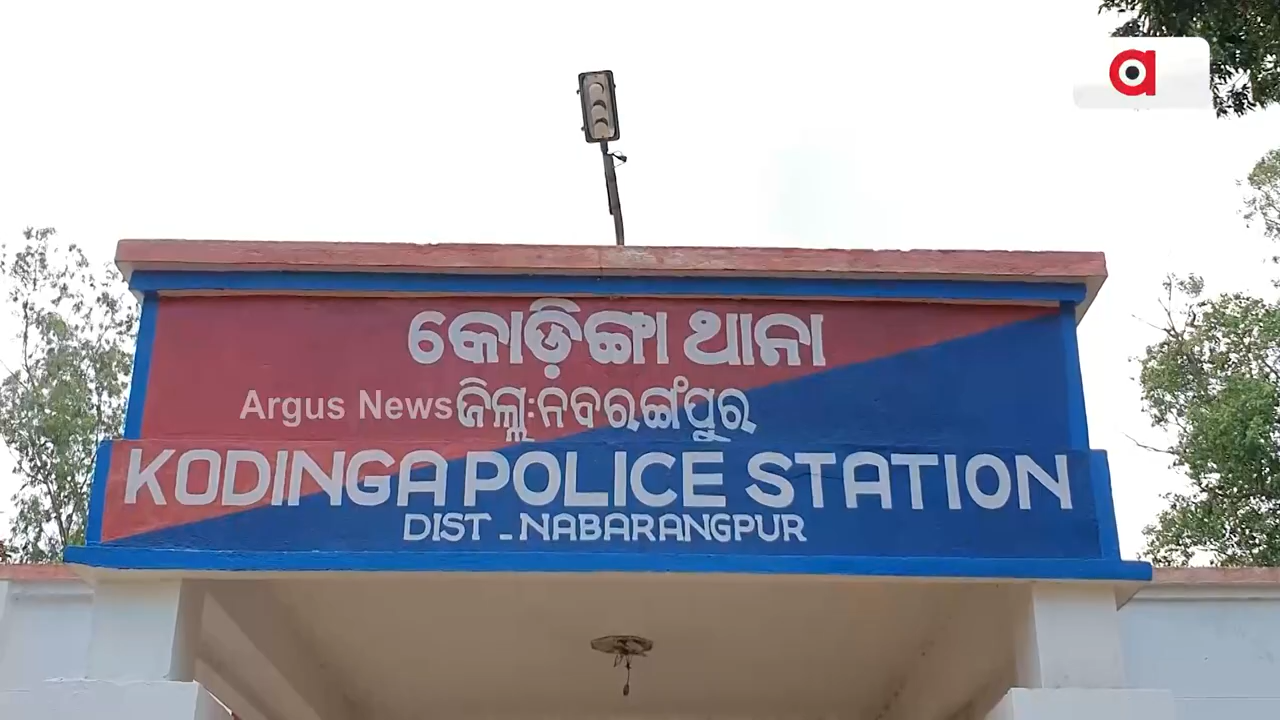 a
କୋଡ଼ିଙ୍ଗା ଥାନା
Argus News
ଜିଲ୍ଲା:ନବରଙ୍ଗପୁର
KODINGA POLICE STATION
DIST - NABARANGPUR